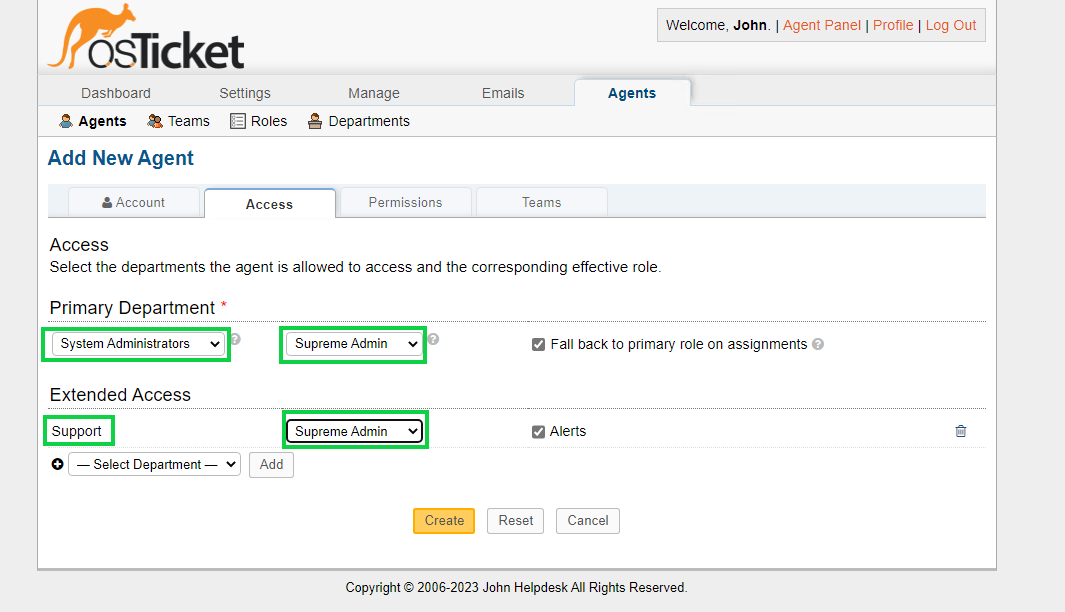 osTicket
Welcome, John. | Agent Panel | Profile | Log Out
Dashboard Settings Manage Emails Agents
Agents Teams Roles Departments
Add New Agent
Account Access Permissions Teams
Access
Select the departments the agent is allowed to access and the corresponding effective role.
Primary Department *
System Administrators ? Supreme Admin ? Fall back to primary role on assignments ?
Extended Access
Support Supreme Admin Alerts
— Select Department — Add
Create Reset Cancel
Copyright © 2006-2023 John Helpdesk All Rights Reserved.